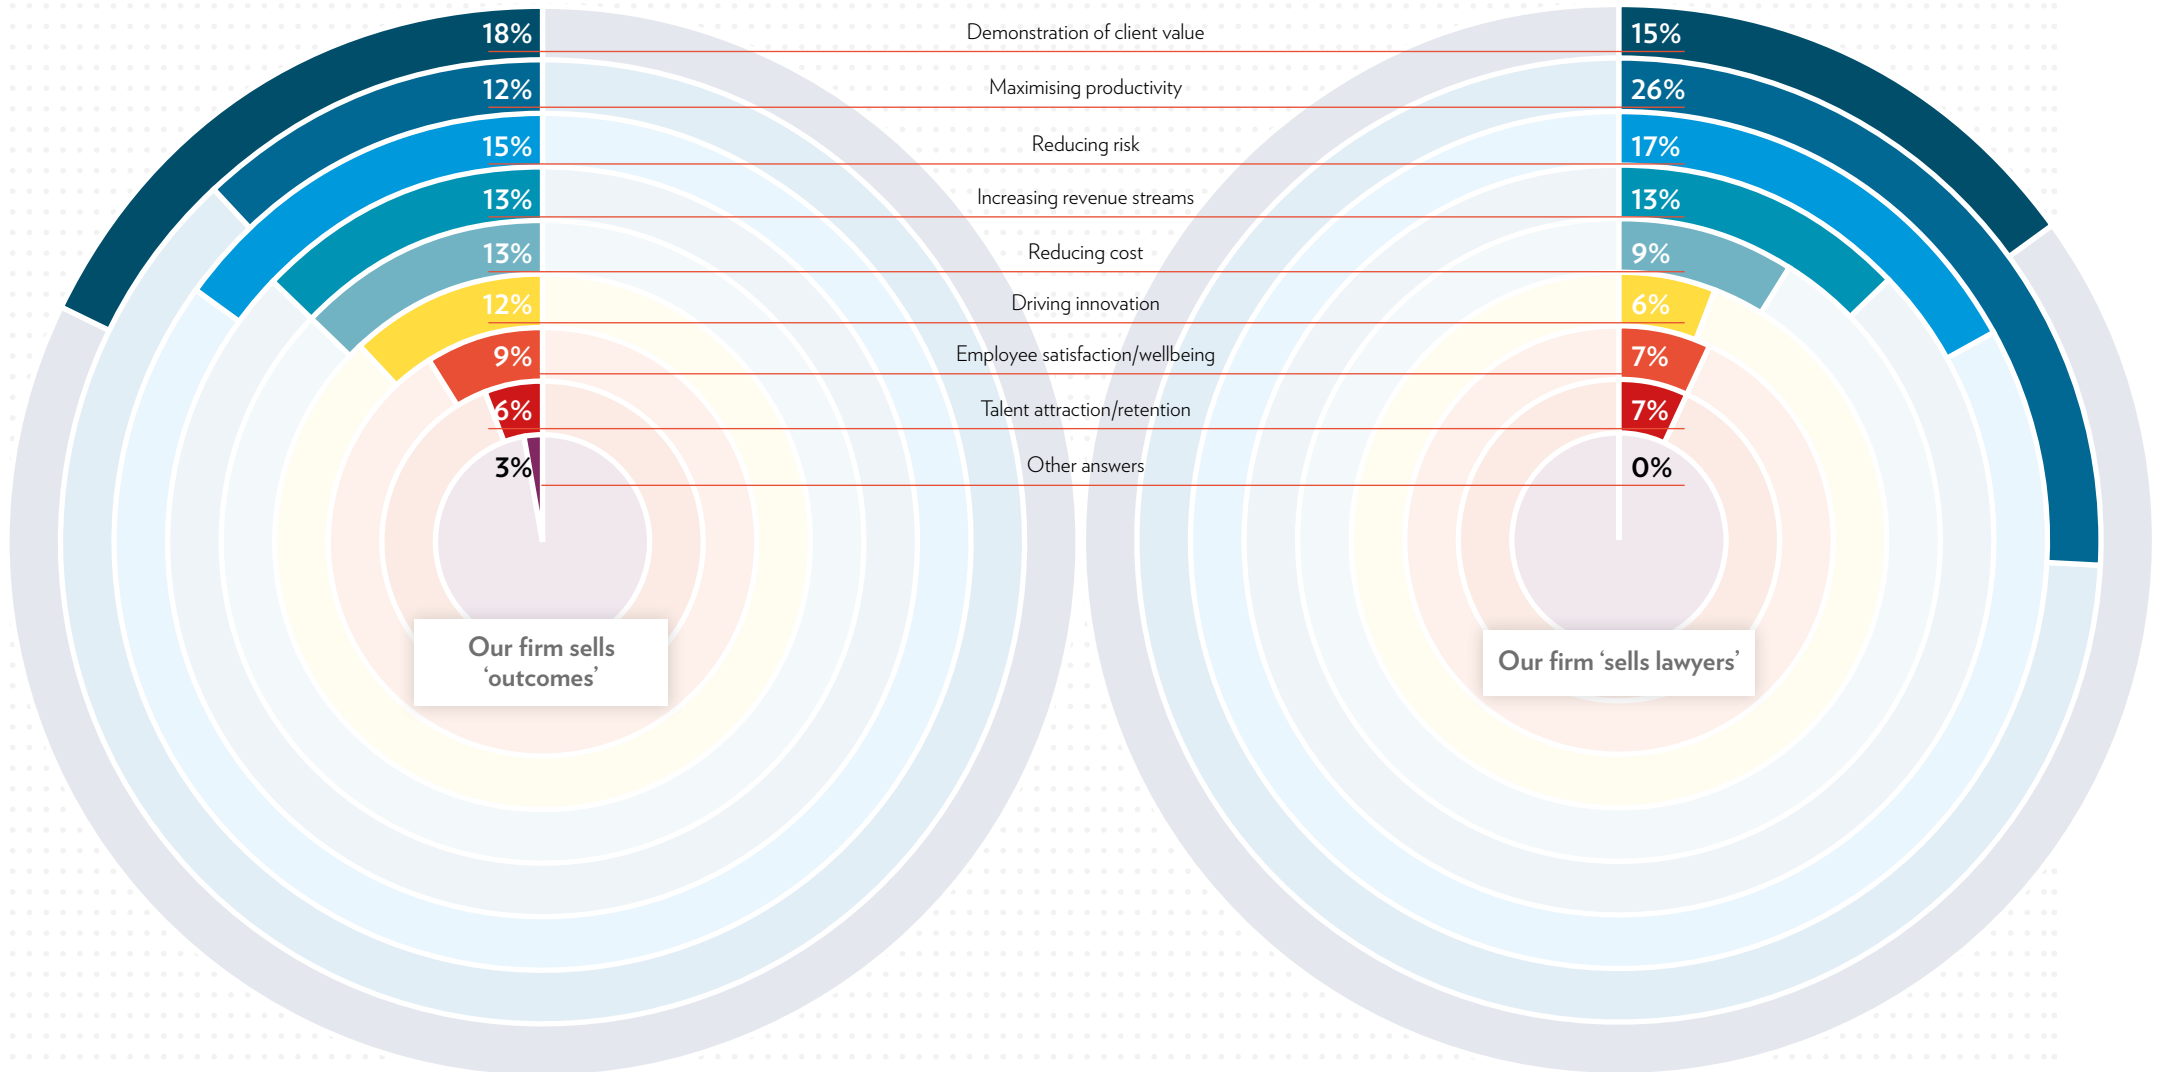 18% Demonstration of client value 15%
12% Maximising productivity 26%
15% Reducing risk 17%
13% Increasing revenue streams 13%
13% Reducing cost 9%
12% Driving innovation 6%
9% Employee satisfaction/wellbeing 7%
6% Talent attraction/retention 7%
3% Other answers 0%
Our firm sells
‘outcomes’
Our firm ‘sells lawyers’